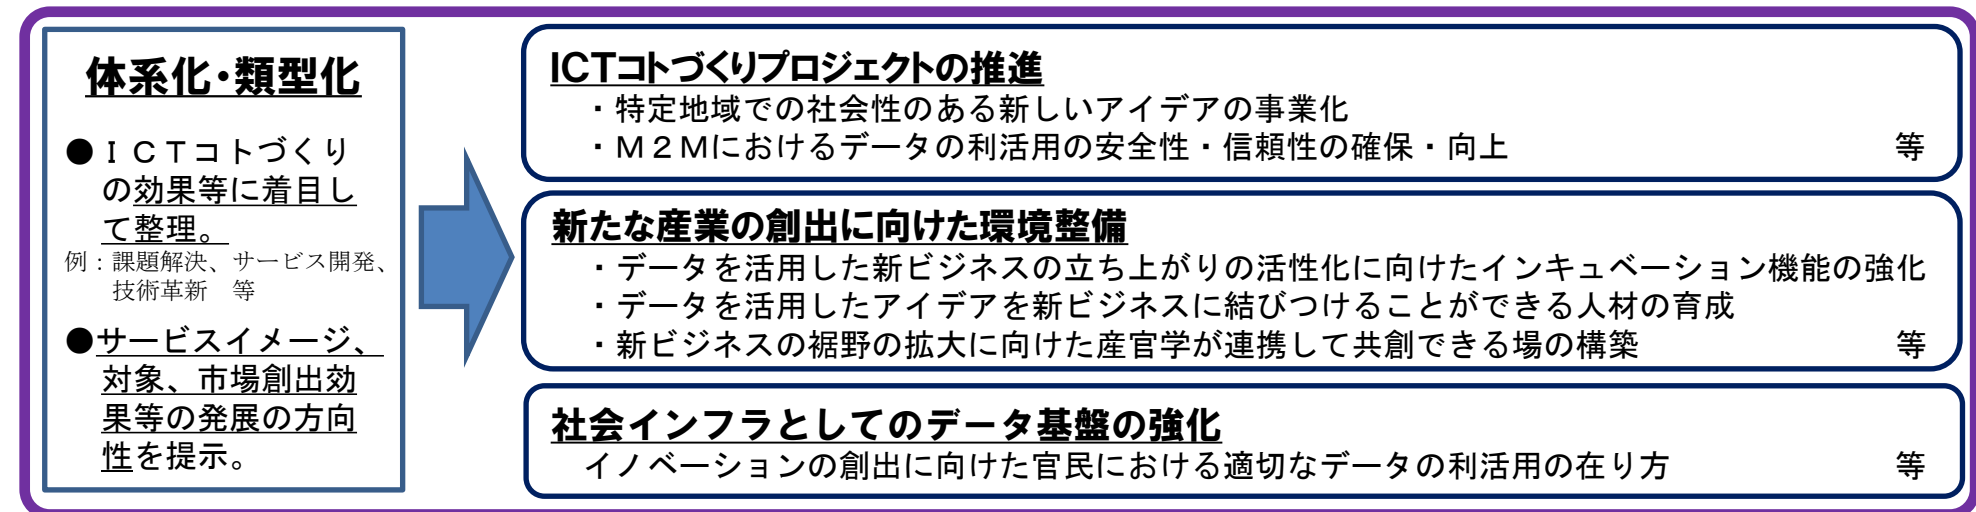 体系化・類型化
●ＩＣＴコトづくり
の効果等に着目し
て整理。
例：課題解決、サービス開発、
技術革新　等
●サービスイメージ、
対象、市場創出効
果等の発展の方向
性を提示。
ICTコトづくりプロジェクトの推進
・特定地域での社会性のある新しいアイデアの事業化
・Ｍ２Ｍにおけるデータの利活用の安全性・信頼性の確保・向上　等
新たな産業の創出に向けた環境整備
・データを活用した新ビジネスの立ち上がりの活性化に向けたインキュベーション機能の強化
・データを活用したアイデアを新ビジネスに結びつけることができる人材の育成
・新ビジネスの裾野の拡大に向けた産官学が連携して共創できる場の構築　等
社会インフラとしてのデータ基盤の強化
イノベーションの創出に向けた官民における適切なデータの利活用の在り方　等